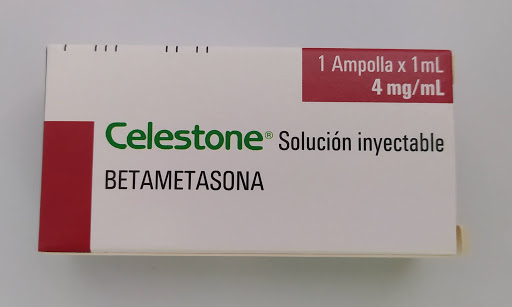 1 Ampolla x 1mL
4 mg/mL
Celestone® Solución inyectable
BETAMETASONA